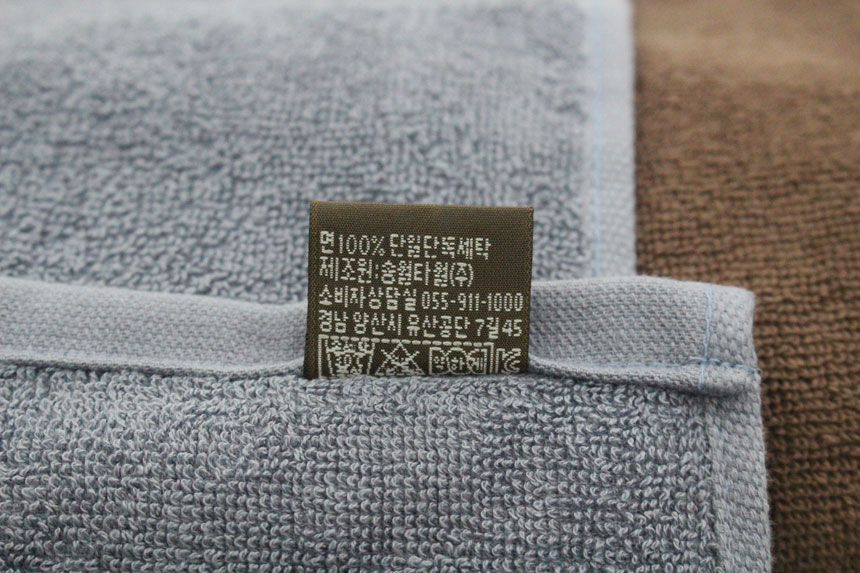 면100% 단일단독세탁
제조원:송월타월(주)
소비자상담실 055-911-1000
경남 양산시 유산공단 7길 45